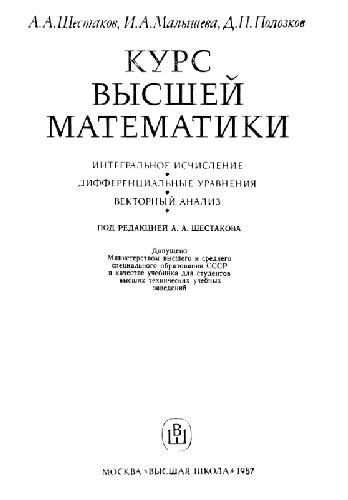 А.А.Шестаков, И.А.Малышева, Д.П.Полозков
КУРС
ВЫСШЕЙ
МАТЕМАТИКИ
ИНТЕГРАЛЬНОЕ ИСЧИСЛЕНИЕ
•
ДИФФЕРЕНЦИАЛЬНЫЕ УРАВНЕНИЯ
•
ВЕКТОРНЫЙ АНАЛИЗ
•
ПОД РЕДАКЦИЕЙ А. А. ШЕСТАКОВА
Допущено
Министерством высшего и среднего
специального образования СССР
в качестве учебника для студентов
высших технических учебных
заведений
ВШ
МОСКВА «ВЫСШАЯ ШКОЛА» 1987